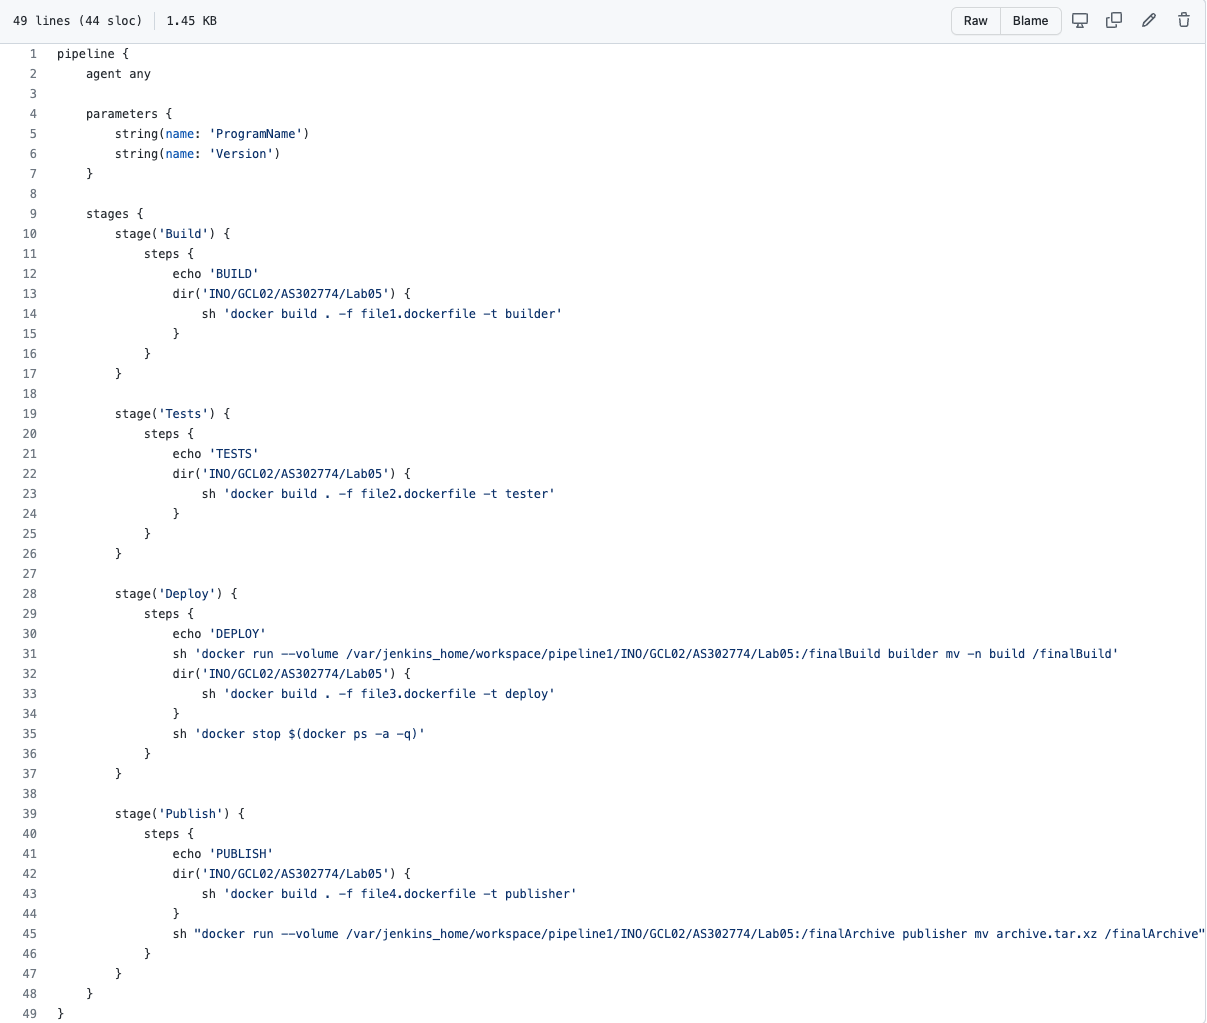 49 lines (44 sloc) 1.45 KB Raw Blame
1 pipeline {
2 agent any
3
4 parameters {
5 string(name: 'ProgramName')
6 string(name: 'Version')
7 }
8
9 stages {
10 stage('Build') {
11 steps {
12 echo 'BUILD'
13 dir('INO/GCL02/AS302774/Lab05') {
14 sh 'docker build . -f file1.dockerfile -t builder'
15 }
16 }
17 }
18
19 stage('Tests') {
20 steps {
21 echo 'TESTS'
22 dir('INO/GCL02/AS302774/Lab05') {
23 sh 'docker build . -f file2.dockerfile -t tester'
24 }
25 }
26 }
27
28 stage('Deploy') {
29 steps {
30 echo 'DEPLOY'
31 sh 'docker run --volume /var/jenkins_home/workspace/pipeline1/INO/GCL02/AS302774/Lab05:/finalBuild builder mv -n build /finalBuild'
32 dir('INO/GCL02/AS302774/Lab05') {
33 sh 'docker build . -f file3.dockerfile -t deploy'
34 }
35 sh 'docker stop $(docker ps -a -q)'
36 }
37 }
38
39 stage('Publish') {
40 steps {
41 echo 'PUBLISH'
42 dir('INO/GCL02/AS302774/Lab05') {
43 sh 'docker build . -f file4.dockerfile -t publisher'
44 }
45 sh "docker run --volume /var/jenkins_home/workspace/pipeline1/INO/GCL02/AS302774/Lab05:/finalArchive publisher mv archive.tar.xz /finalArchive"
46 }
47 }
48 }
49 }